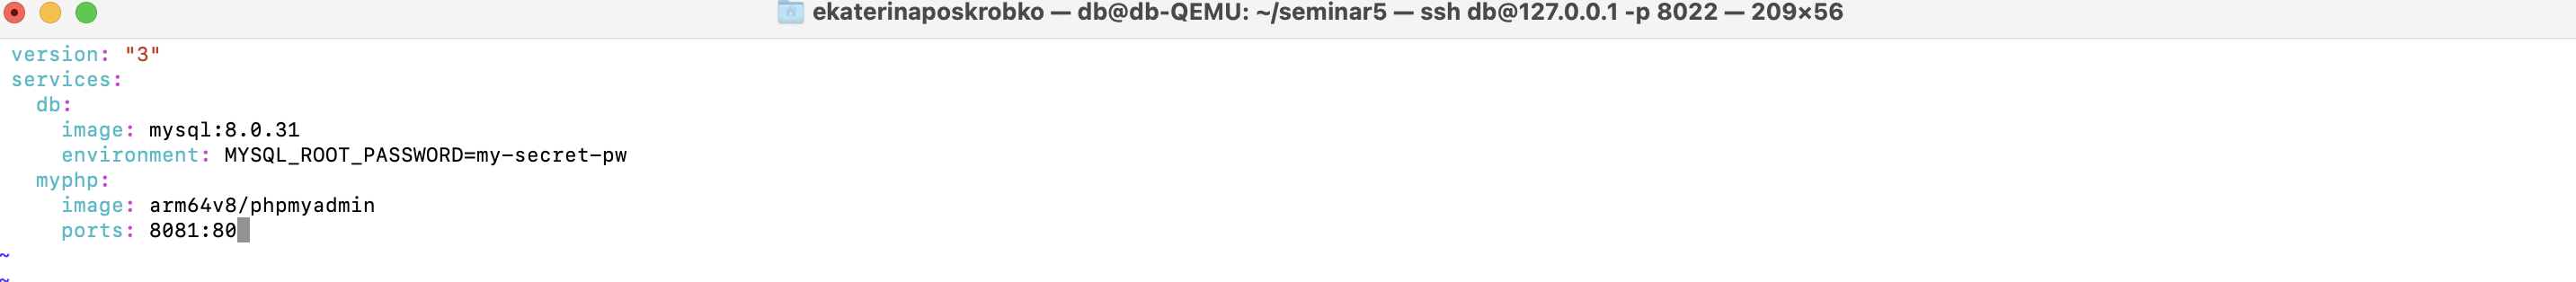 ekaterinaposkrobko — db@db-QEMU: ~/seminar5 — ssh db@127.0.0.1 -p 8022 — 209×56
version: "3"
services:
  db:
    image: mysql:8.0.31
    environment: MYSQL_ROOT_PASSWORD=my-secret-pw
  myphp:
    image: arm64v8/phpmyadmin
    ports: 8081:80
~
~